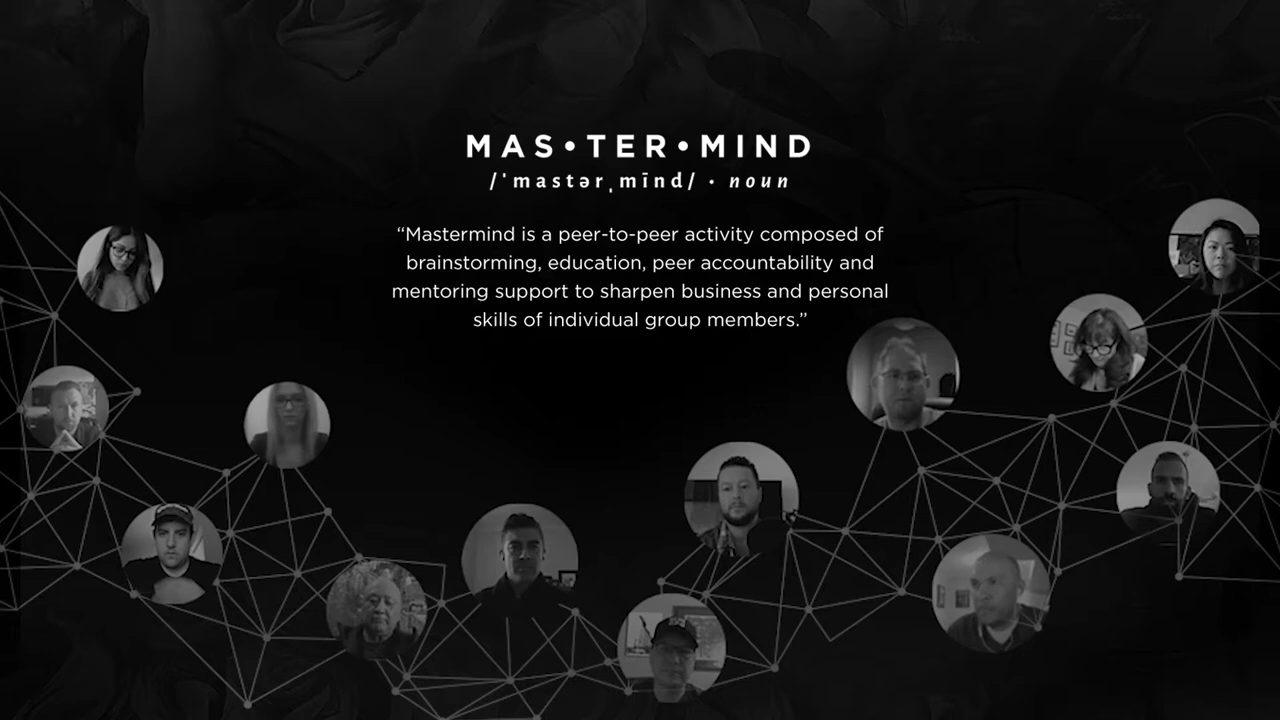 MAS•TER•MIND
/ˈmastərˌmīnd/ • noun
“Mastermind is a peer-to-peer activity composed of
brainstorming, education, peer accountability and
mentoring support to sharpen business and personal
skills of individual group members.”